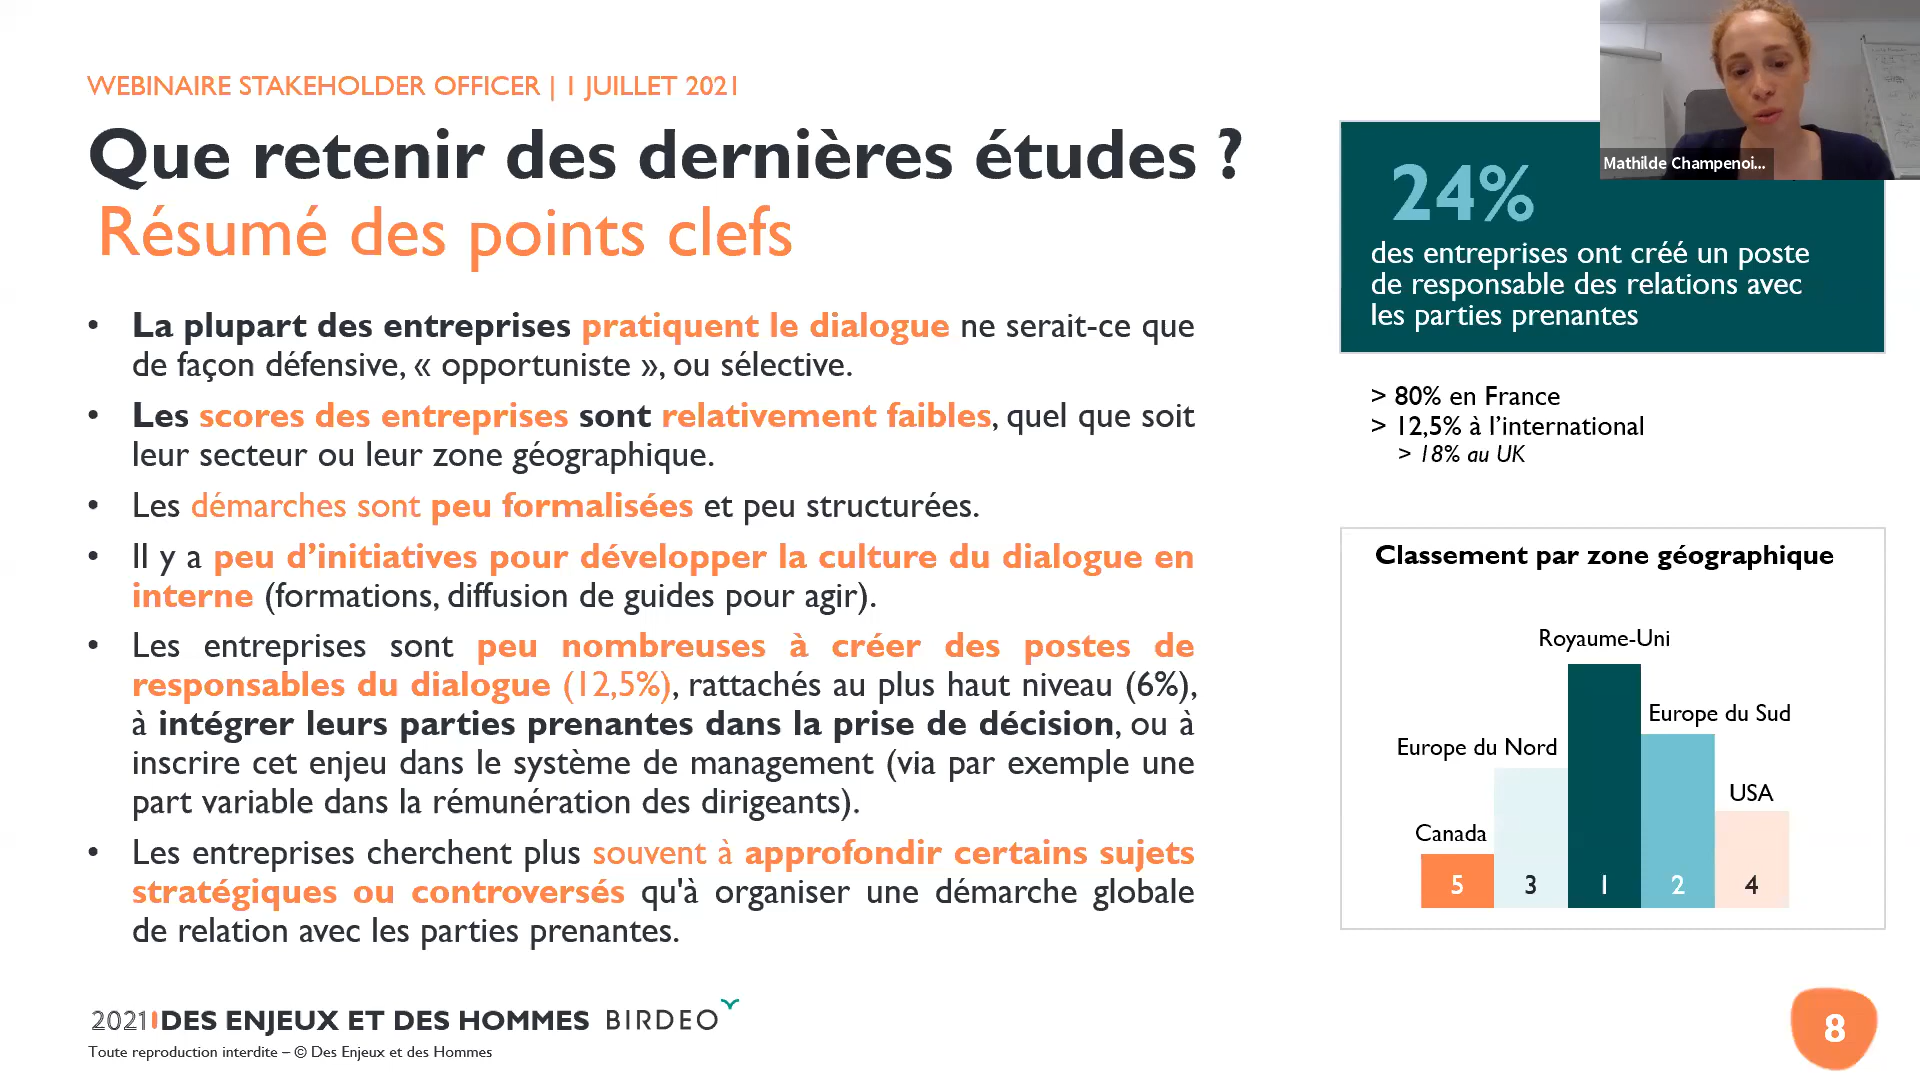 WEBINAIRE STAKEHOLDER OFFICER | 1 JUILLET 2021
Que retenir des dernières études ?
Résumé des points clefs
• La plupart des entreprises pratiquent le dialogue ne serait-ce que
de façon défensive, « opportuniste », ou sélective.
• Les scores des entreprises sont relativement faibles, quel que soit
leur secteur ou leur zone géographique.
• Les démarches sont peu formalisées et peu structurées.
• Il y a peu d’initiatives pour développer la culture du dialogue en
interne (formations, diffusion de guides pour agir).
• Les entreprises sont peu nombreuses à créer des postes de
responsables du dialogue (12,5%), rattachés au plus haut niveau (6%),
à intégrer leurs parties prenantes dans la prise de décision, ou à
inscrire cet enjeu dans le système de management (via par exemple une
part variable dans la rémunération des dirigeants).
• Les entreprises cherchent plus souvent à approfondir certains sujets
stratégiques ou controversés qu'à organiser une démarche globale
de relation avec les parties prenantes.
Mathilde Champenoi...
24%
des entreprises ont créé un poste
de responsable des relations avec
les parties prenantes
> 80% en France
> 12,5% à l’international
> 18% au UK
Classement par zone géographique
Royaume-Uni
Europe du Sud
Europe du Nord
USA
Canada
5 3 1 2 4
2021 DES ENJEUX ET DES HOMMES BIRDEO
Toute reproduction interdite – © Des Enjeux et des Hommes
8